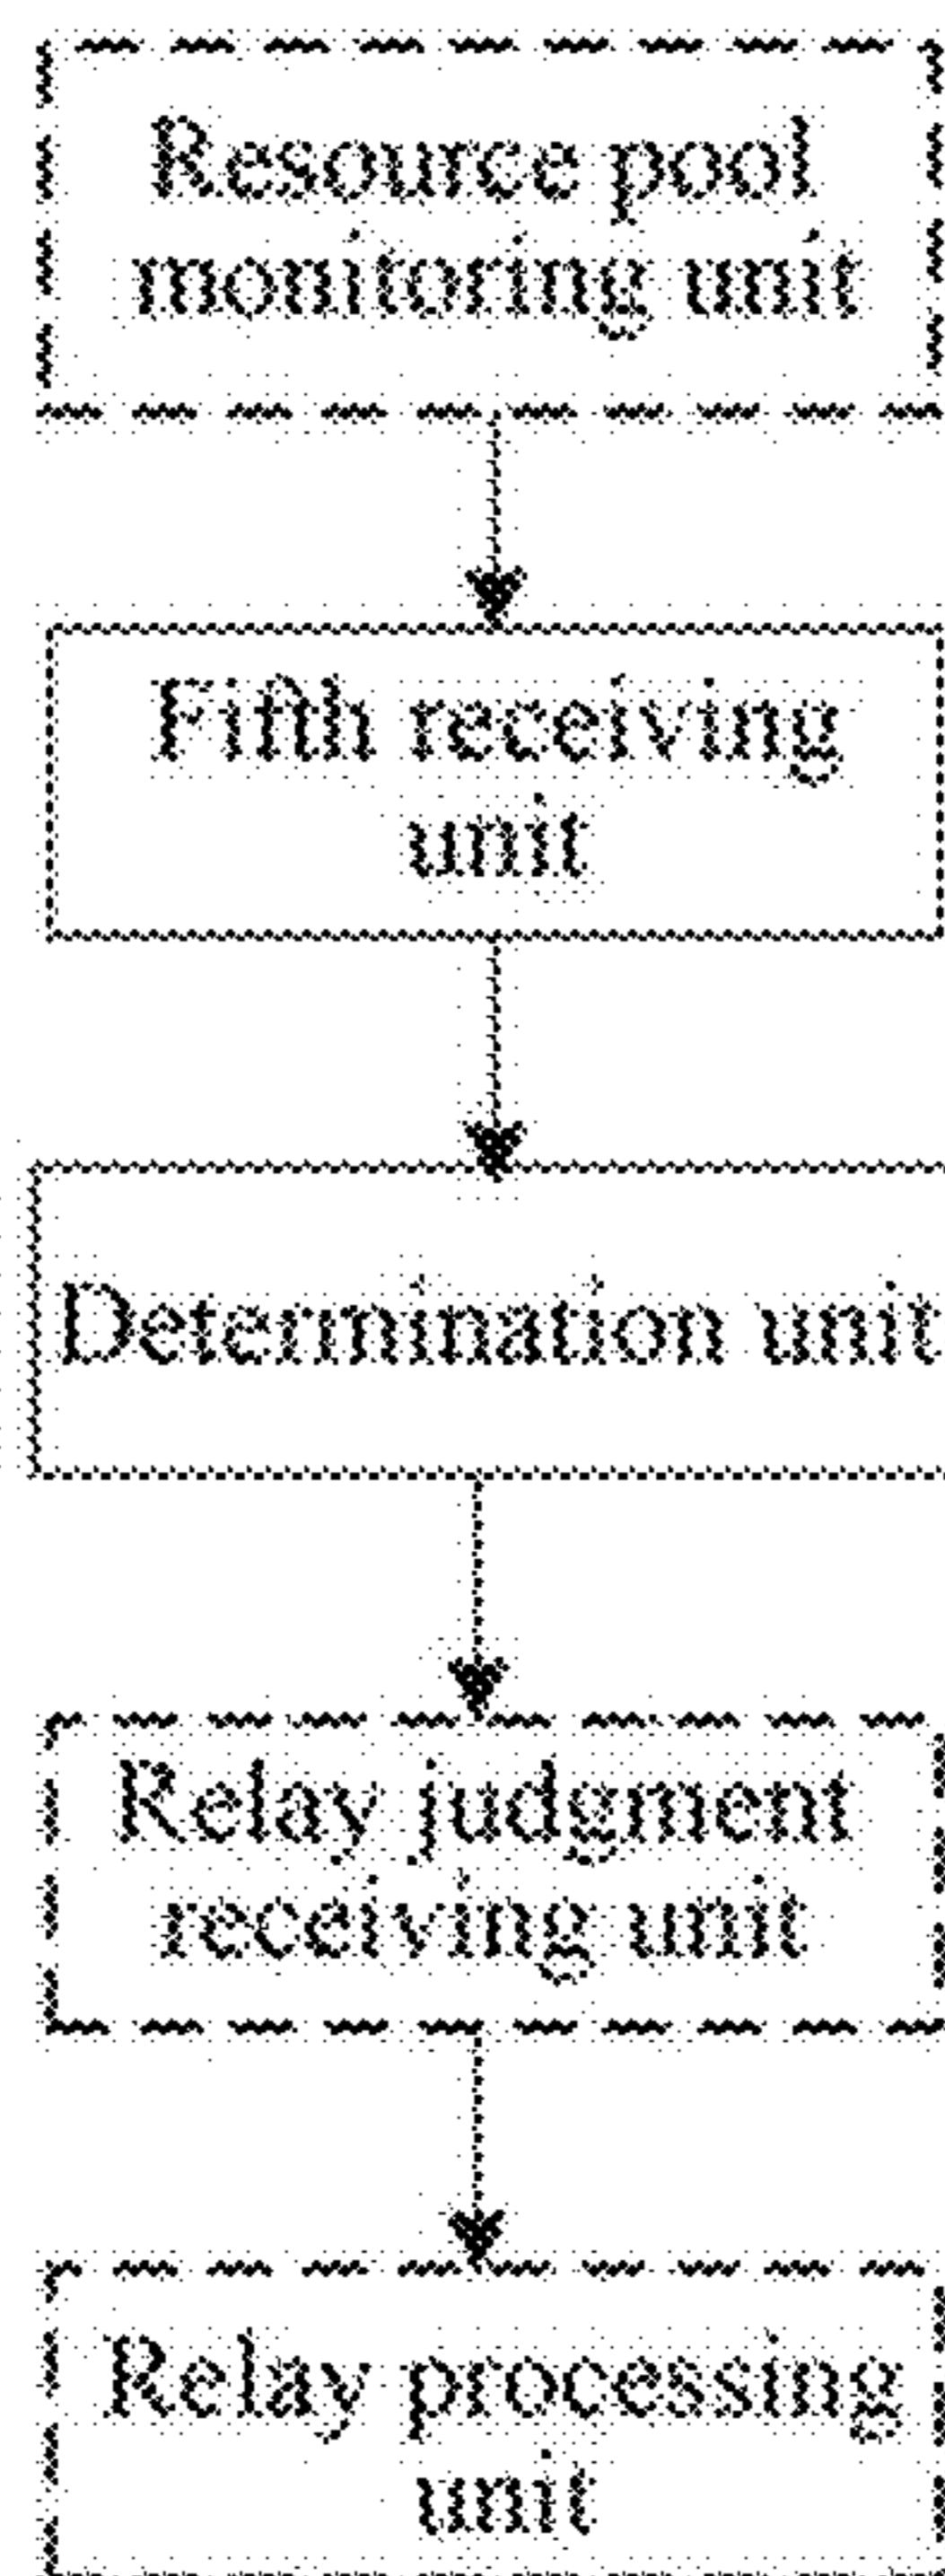 Resource pool
monitoring unit
Fifth receiving
unit
Determination unit
Relay judgment
receiving unit
Relay processing
unit